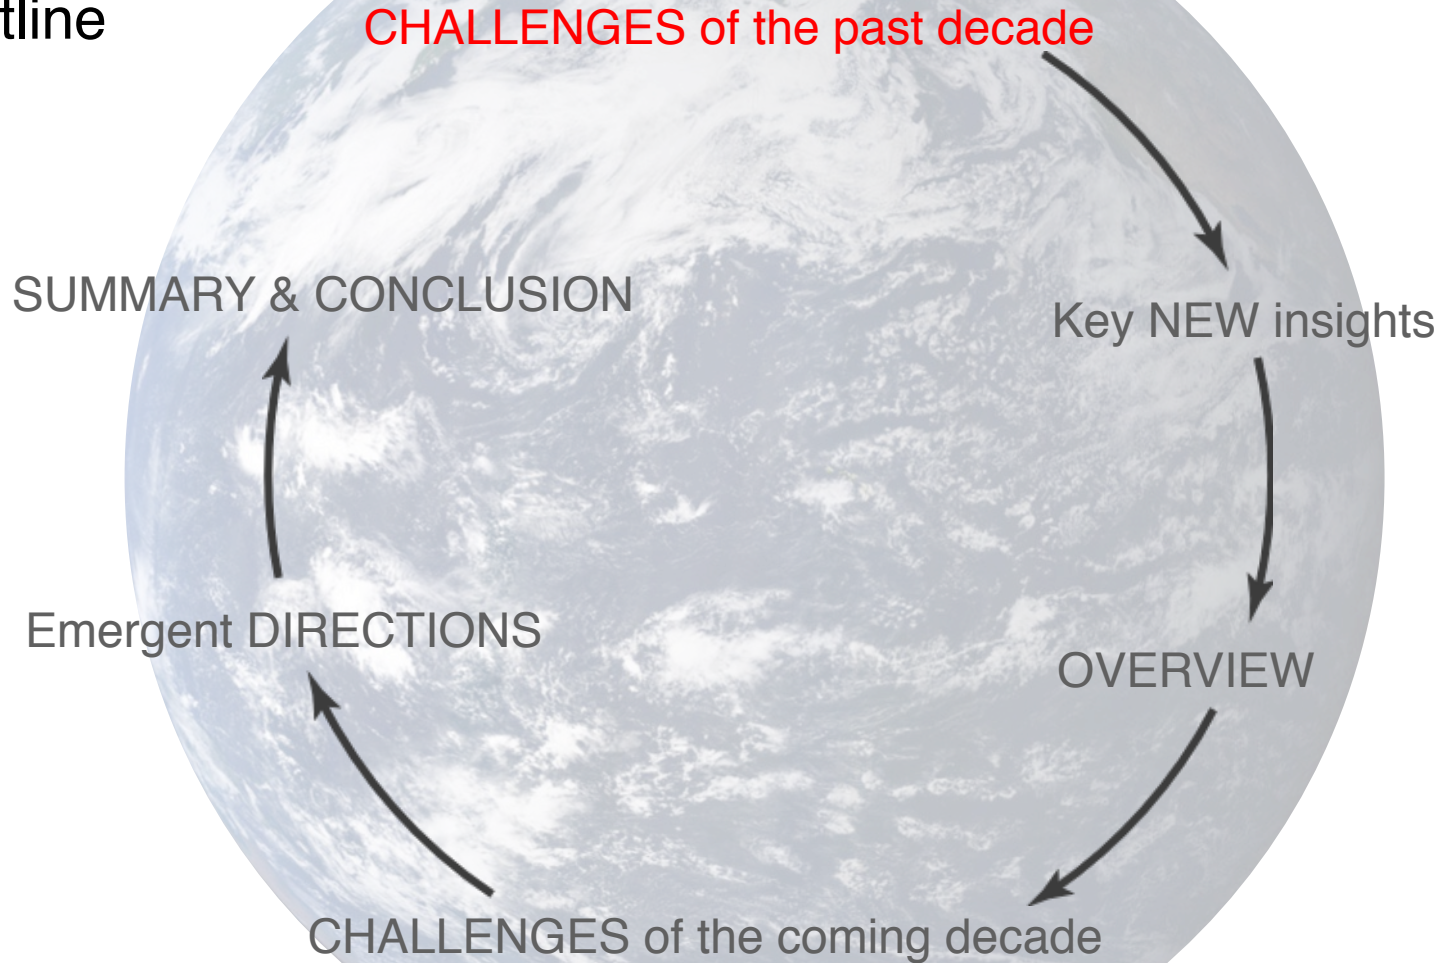 tline
CHALLENGES of the past decade
Key NEW insights
OVERVIEW
CHALLENGES of the coming decade
Emergent DIRECTIONS
SUMMARY & CONCLUSION